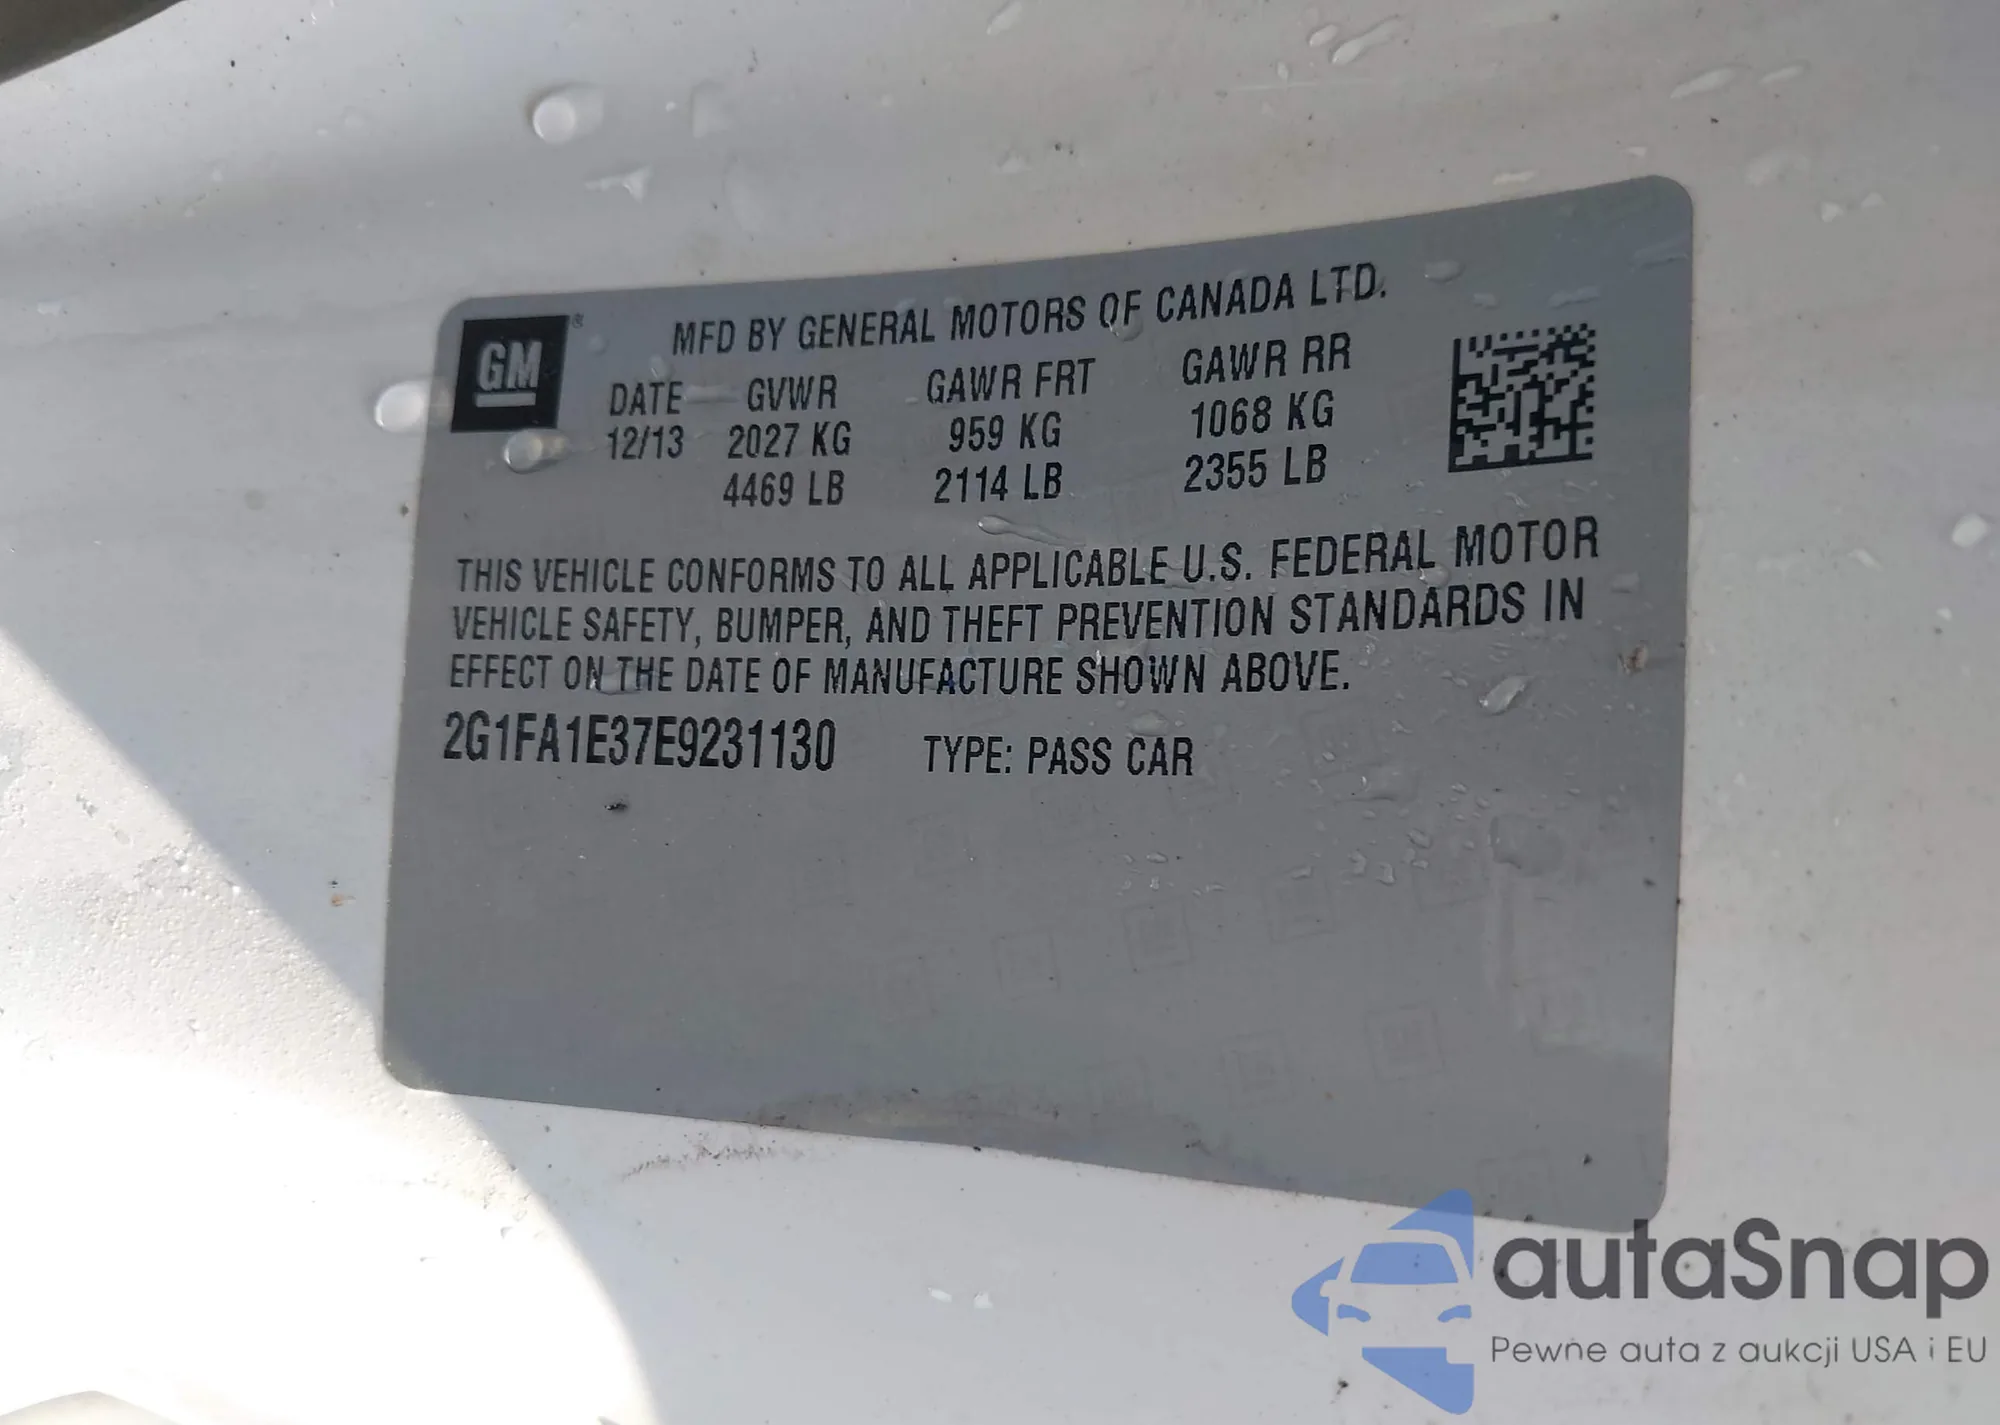 GM®
MFD BY GENERAL MOTORS OF CANADA LTD.
DATE GVWR GAWR FRT GAWR RR
12/13 2027 KG 959 KG 1068 KG
4469 LB 2114 LB 2355 LB
THIS VEHICLE CONFORMS TO ALL APPLICABLE U.S. FEDERAL MOTOR
VEHICLE SAFETY, BUMPER, AND THEFT PREVENTION STANDARDS IN
EFFECT ON THE DATE OF MANUFACTURE SHOWN ABOVE.
2G1FA1E37E9231130 TYPE: PASS CAR
autaSnap
Pewne auta z aukcji USA i EU